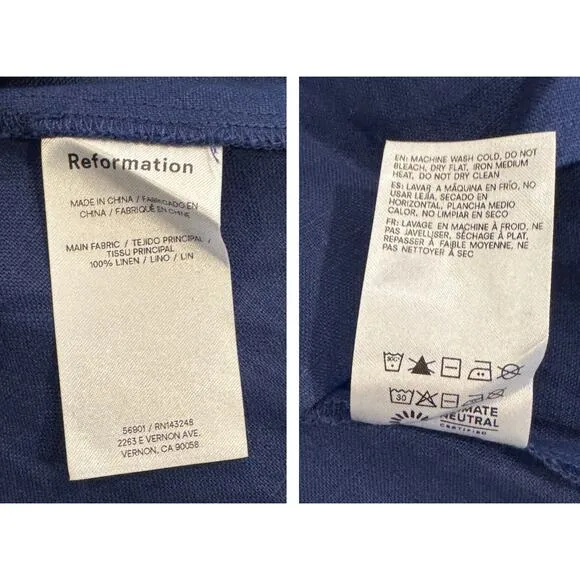 Reformation
MADE IN CHINA / FABRICADO EN
CHINA / FABRIQUÉ EN CHINE
MAIN FABRIC / TEJIDO PRINCIPAL /
TISSU PRINCIPAL
100% LINEN / LINO / LIN
56901 / RN143248
2263 E VERNON AVE.
VERNON, CA 90058
EN: MACHINE WASH COLD, DO NOT
BLEACH, DRY FLAT, IRON MEDIUM
HEAT, DO NOT DRY CLEAN
ES: LAVAR A MÁQUINA EN FRÍO, NO
USAR LEJÍA, SECADO EN
HORIZONTAL, PLANCHA MEDIO
CALOR, NO LIMPIAR EN SECO
FR: LAVAGE EN MACHINE À FROID, NE
PAS JAVELLISER, SÉCHAGE À PLAT,
REPASSER À FAIBLE MOYENNE, NE
PAS NETTOYER À SEC
30
NEUTRAL
CERTIFIED